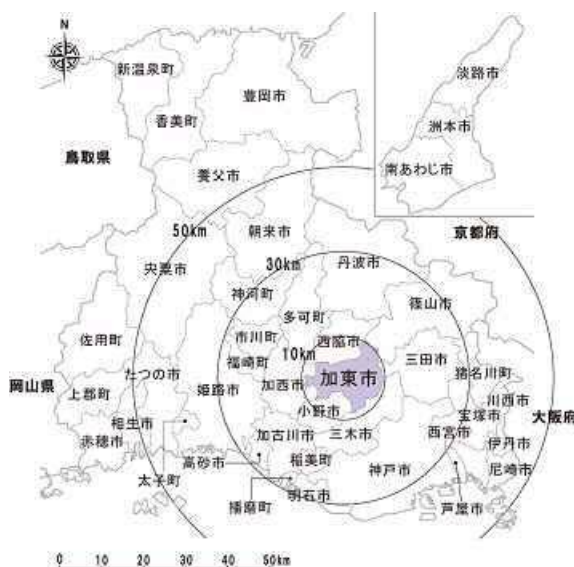 N
新温泉町
豊岡市
淡路市
香美町
洲本市
鳥取県
養父市
南あわじ市
50km
朝来市
京都府
宍粟市
30km
丹波市
神河町
篠山市
多可町
佐用町
市川町
西脇市
10km
三田市
福崎町
たつの市
加西市
加東市
猪名川町
岡山県
上郡町
姫路市
川西市
小野市
宝塚市
大阪府
相生市
加古川市
三木市
西宮市
赤穂市
伊丹市
高砂市
稲美町
神戸市
尼崎市
太子町
播磨町
明石市
芦屋市
0 10 20 30 40 50km